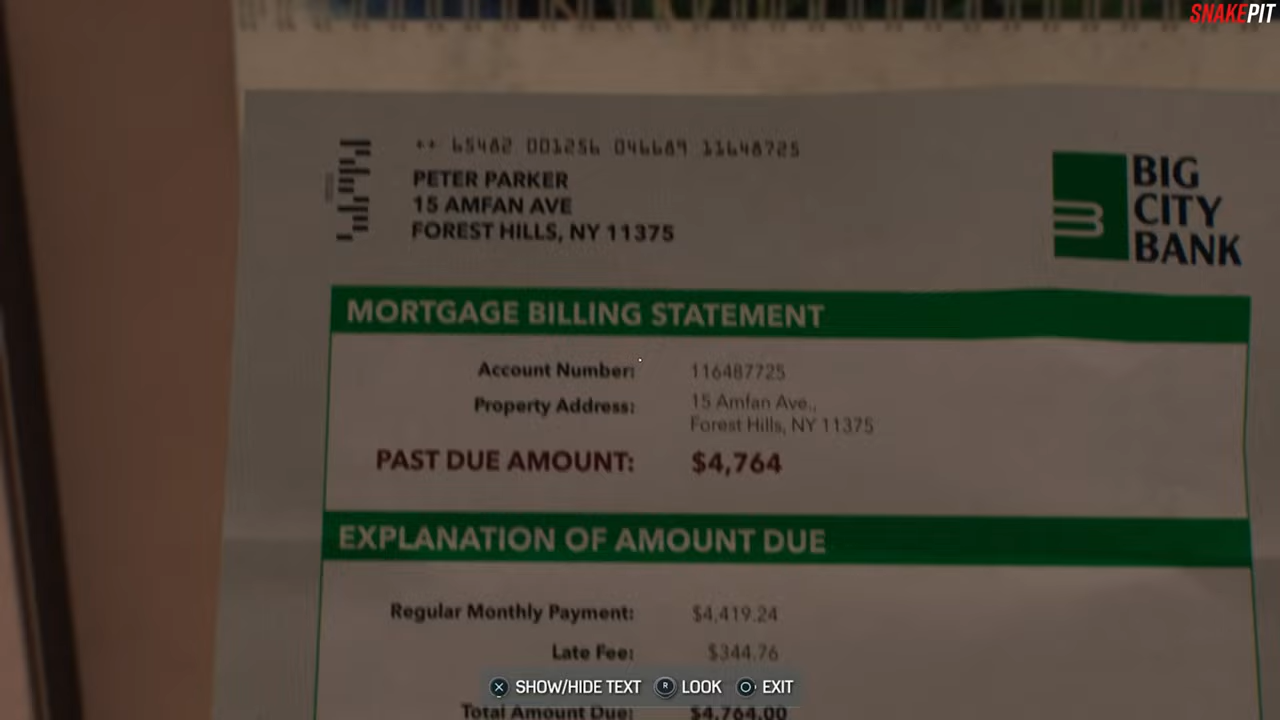 SNAKEPIT
65482 001256 046689 11648725
PETER PARKER
15 AMFAN AVE
FOREST HILLS, NY 11375
BIG
CITY
BANK
MORTGAGE BILLING STATEMENT
Account Number: 116487725
Property Address: 15 Amfan Ave.,
Forest Hills, NY 11375
PAST DUE AMOUNT: $4,764
EXPLANATION OF AMOUNT DUE
Regular Monthly Payment: $4,419.24
Late Fee: $344.76
Total Amount Due: $4,764.00
SHOW/HIDE TEXT R LOOK EXIT